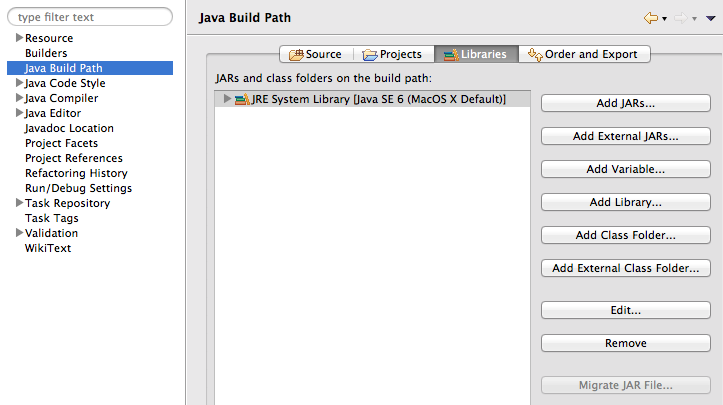 type filter text
Resource
Builders
Java Build Path
Java Code Style
Java Compiler
Java Editor
Javadoc Location
Project Facets
Project References
Refactoring History
Run/Debug Settings
Task Repository
Task Tags
Validation
WikiText
Java Build Path
Source Projects Libraries Order and Export
JARs and class folders on the build path:
JRE System Library [Java SE 6 (MacOS X Default)]
Add JARs...
Add External JARs...
Add Variable...
Add Library...
Add Class Folder...
Add External Class Folder...
Edit...
Remove
Migrate JAR File...